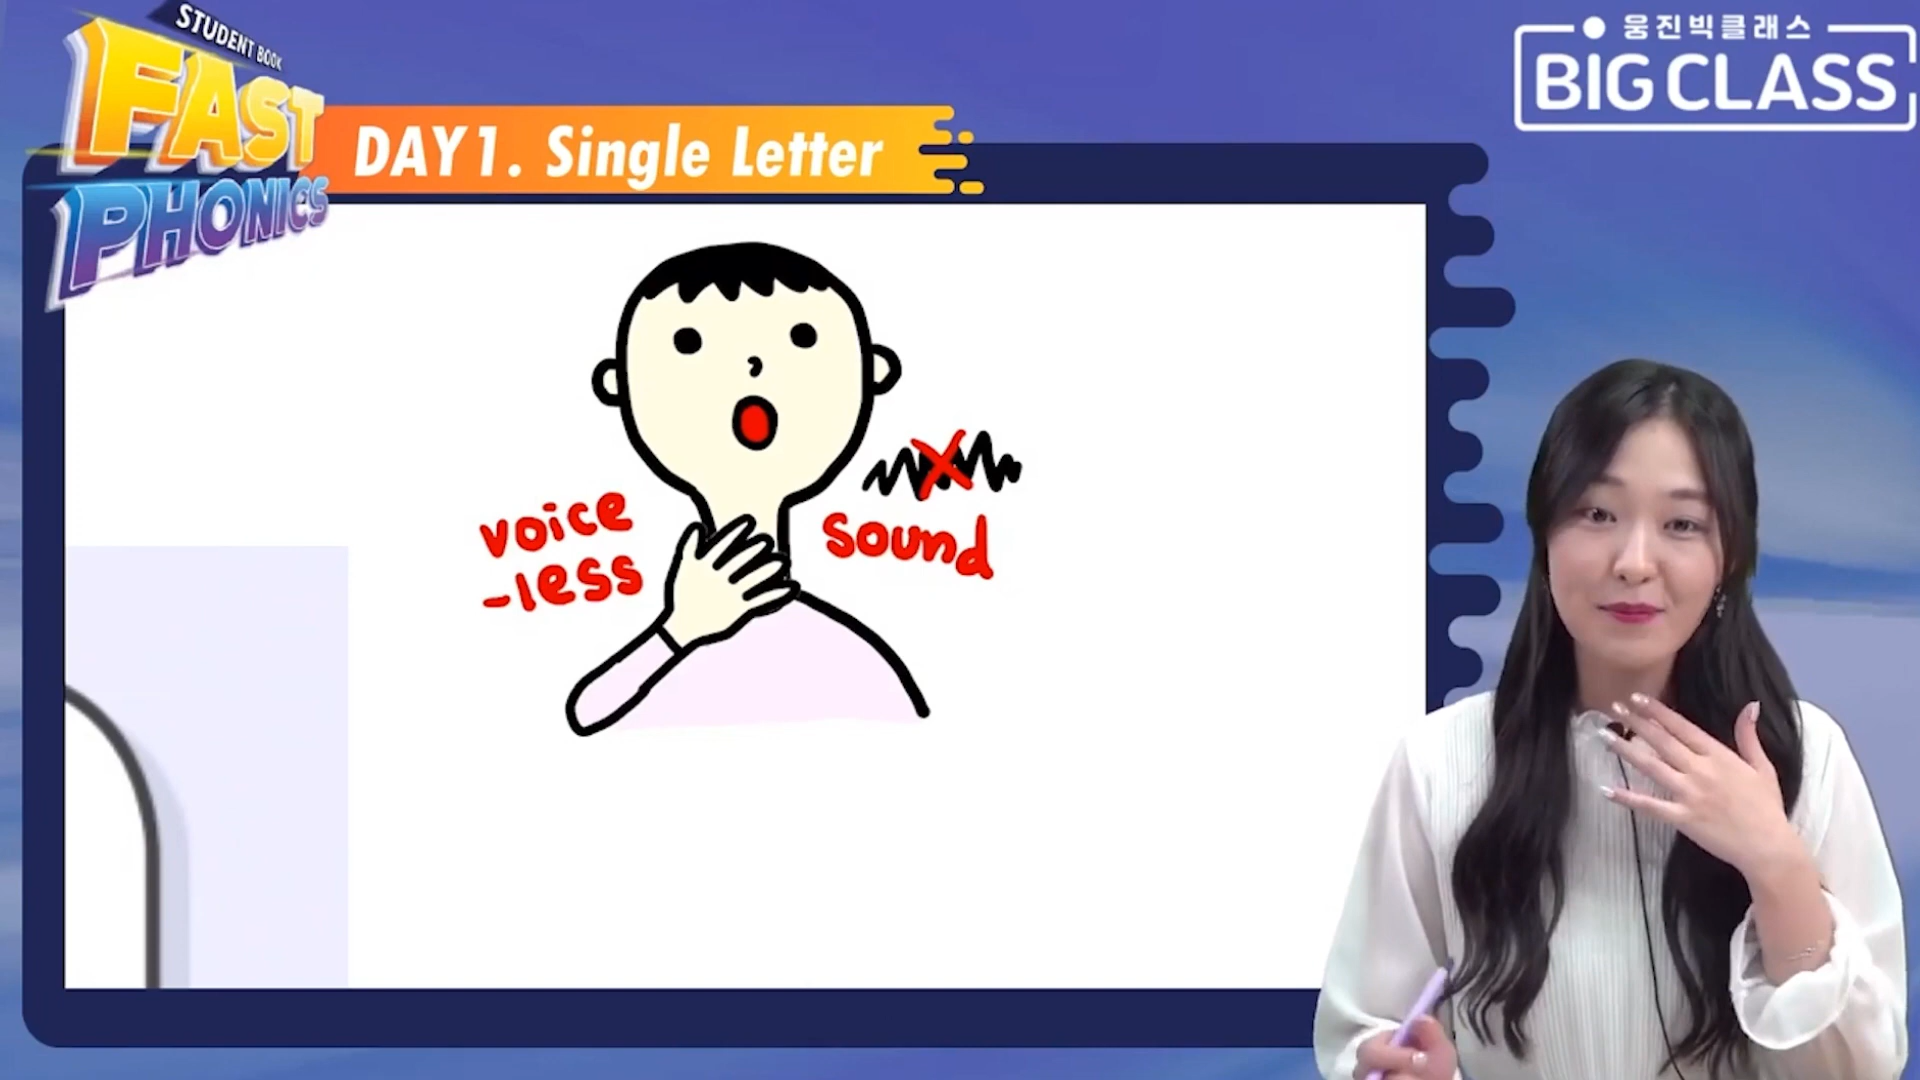 STUDENT BOOK
FAST
PHONICS
DAY1. Single Letter
웅진빅클래스
BIG CLASS
voice
-less
sound